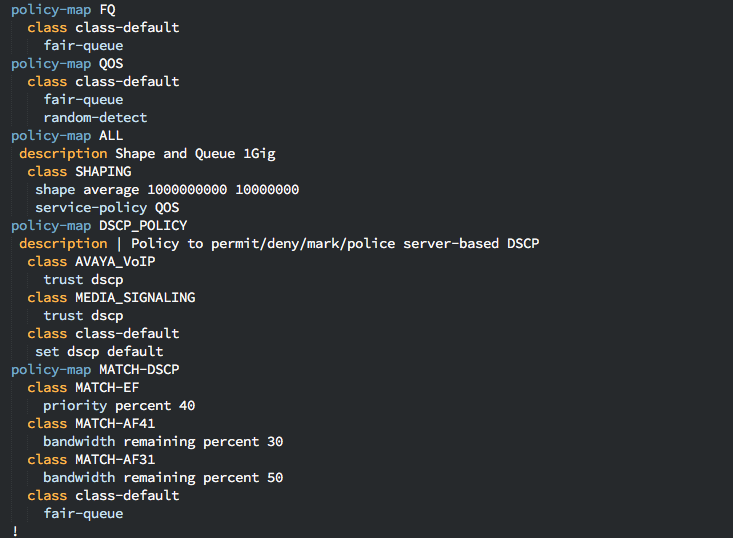 policy-map FQ
class class-default
fair-queue
policy-map QOS
class class-default
fair-queue
random-detect
policy-map ALL
description Shape and Queue 1Gig
class SHAPING
shape average 1000000000 10000000
service-policy QOS
policy-map DSCP_POLICY
description | Policy to permit/deny/mark/police server-based DSCP
class AVAYA_VoIP
trust dscp
class MEDIA_SIGNALING
trust dscp
class class-default
set dscp default
policy-map MATCH-DSCP
class MATCH-EF
priority percent 40
class MATCH-AF41
bandwidth remaining percent 30
class MATCH-AF31
bandwidth remaining percent 50
class class-default
fair-queue
!